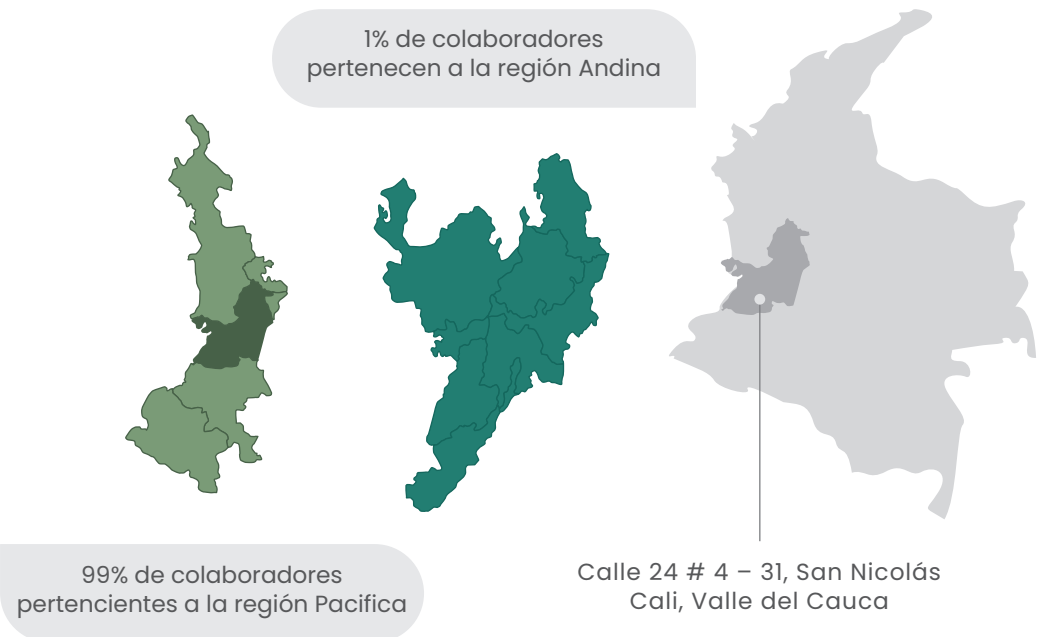 1% de colaboradores
pertenecen a la región Andina
99% de colaboradores
pertencientes a la región Pacifica
Calle 24 # 4 – 31, San Nicolás
Cali, Valle del Cauca